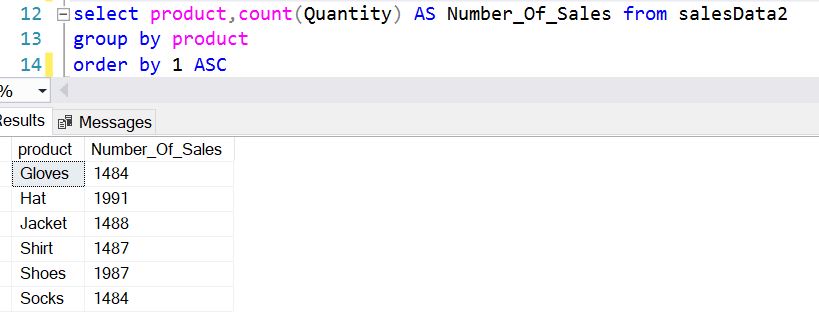 12 select product,count(Quantity) AS Number_Of_Sales from salesData2
13 group by product
14 order by 1 ASC
%
Results Messages
product Number_Of_Sales
Gloves 1484
Hat 1991
Jacket 1488
Shirt 1487
Shoes 1987
Socks 1484